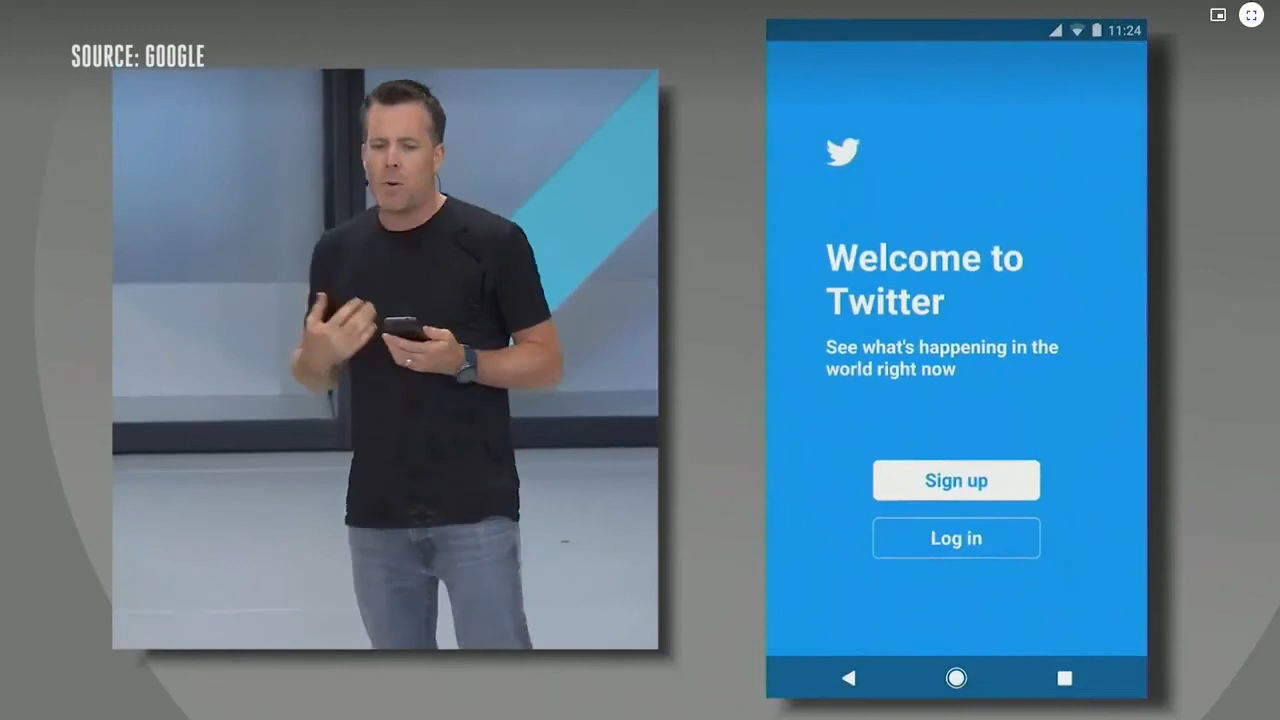 SOURCE: GOOGLE
11:24
Welcome to
Twitter
See what's happening in the
world right now
Sign up
Log in